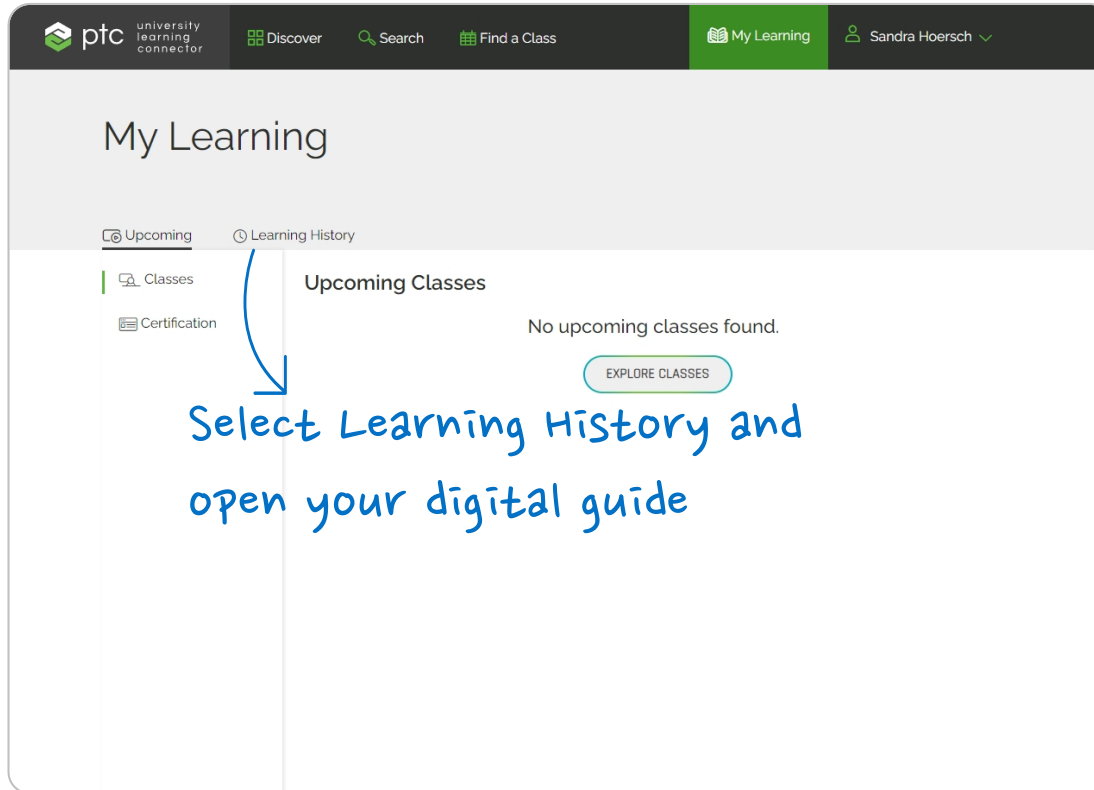 ptc university
learning
connector
Discover
Search
Find a Class
My Learning
Sandra Hoersch
My Learning
Upcoming
Learning History
Classes
Certification
Upcoming Classes
No upcoming classes found.
EXPLORE CLASSES
Select Learning History and
open your digital guide